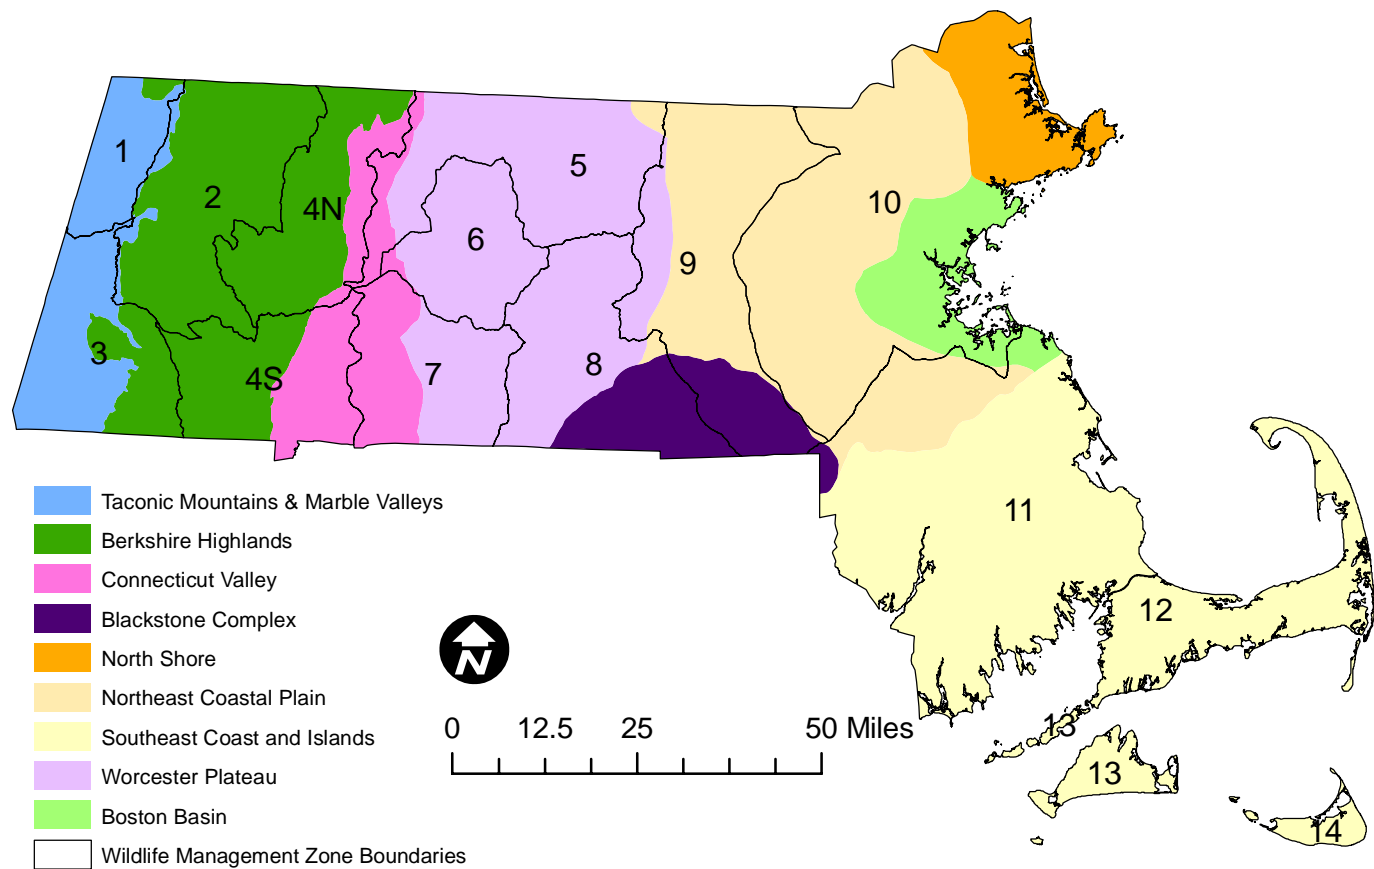 1
2
3
4N
4S
5
6
7
8
9
10
11
12
13
13
14
Taconic Mountains & Marble Valleys
Berkshire Highlands
Connecticut Valley
Blackstone Complex
North Shore
Northeast Coastal Plain
Southeast Coast and Islands
Worcester Plateau
Boston Basin
Wildlife Management Zone Boundaries
N
0 12.5 25 50 Miles